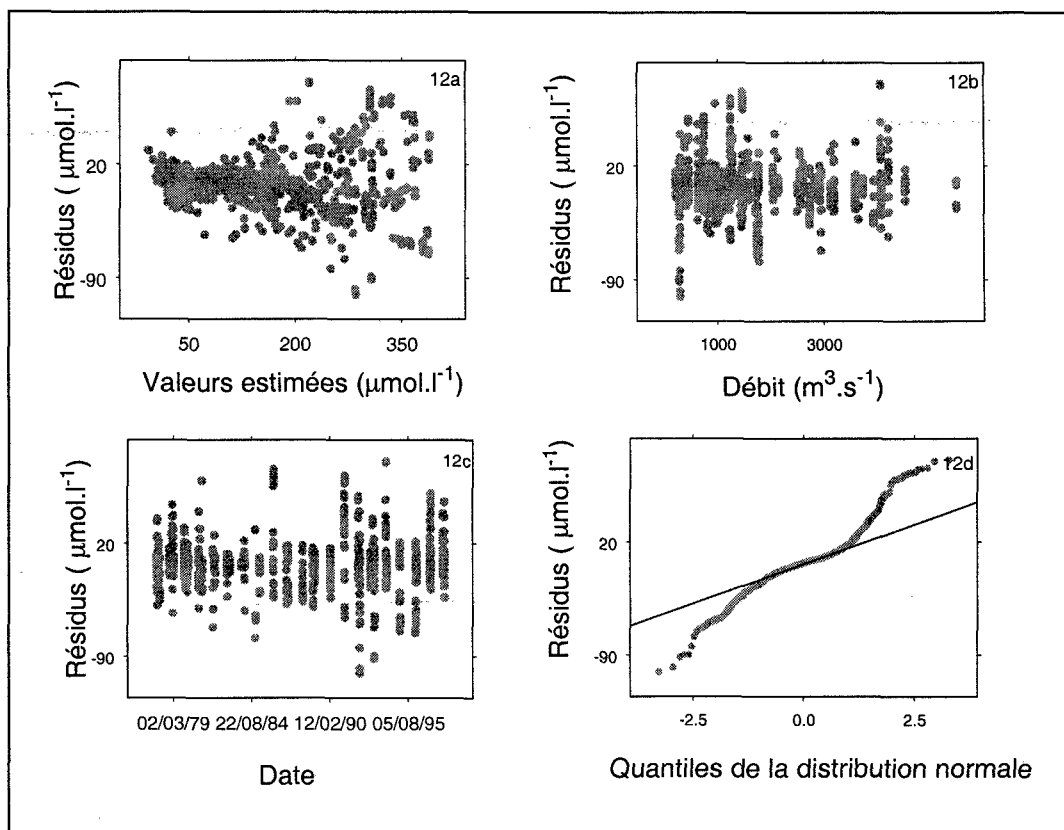 12a
Résidus ( μmol.l⁻¹)
20
-90
50 200 350
Valeurs estimées (μmol.l⁻¹)
12b
Résidus ( μmol.l⁻¹)
20
-90
1000 3000
Débit (m³.s⁻¹)
12c
Résidus ( μmol.l⁻¹)
20
-90
02/03/79 22/08/84 12/02/90 05/08/95
Date
12d
Résidus ( μmol.l⁻¹)
20
-90
-2.5 0.0 2.5
Quantiles de la distribution normale